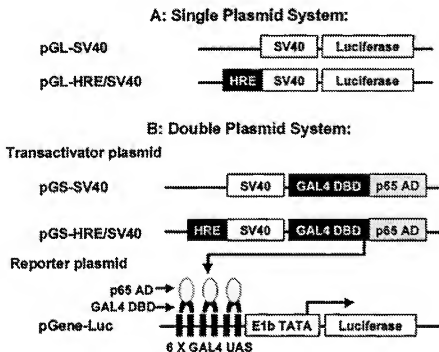 A: Single Plasmid System:
pGL-SV40 SV40 Luciferase
pGL-HRE/SV40 HRE SV40 Luciferase
B: Double Plasmid System:
Transactivator plasmid
pGS-SV40 SV40 GAL4 DBD p65 AD
pGS-HRE/SV40 HRE SV40 GAL4 DBD p65 AD
Reporter plasmid
p65 AD
GAL4 DBD
pGene-Luc E1b TATA Luciferase
6 X GAL4 UAS